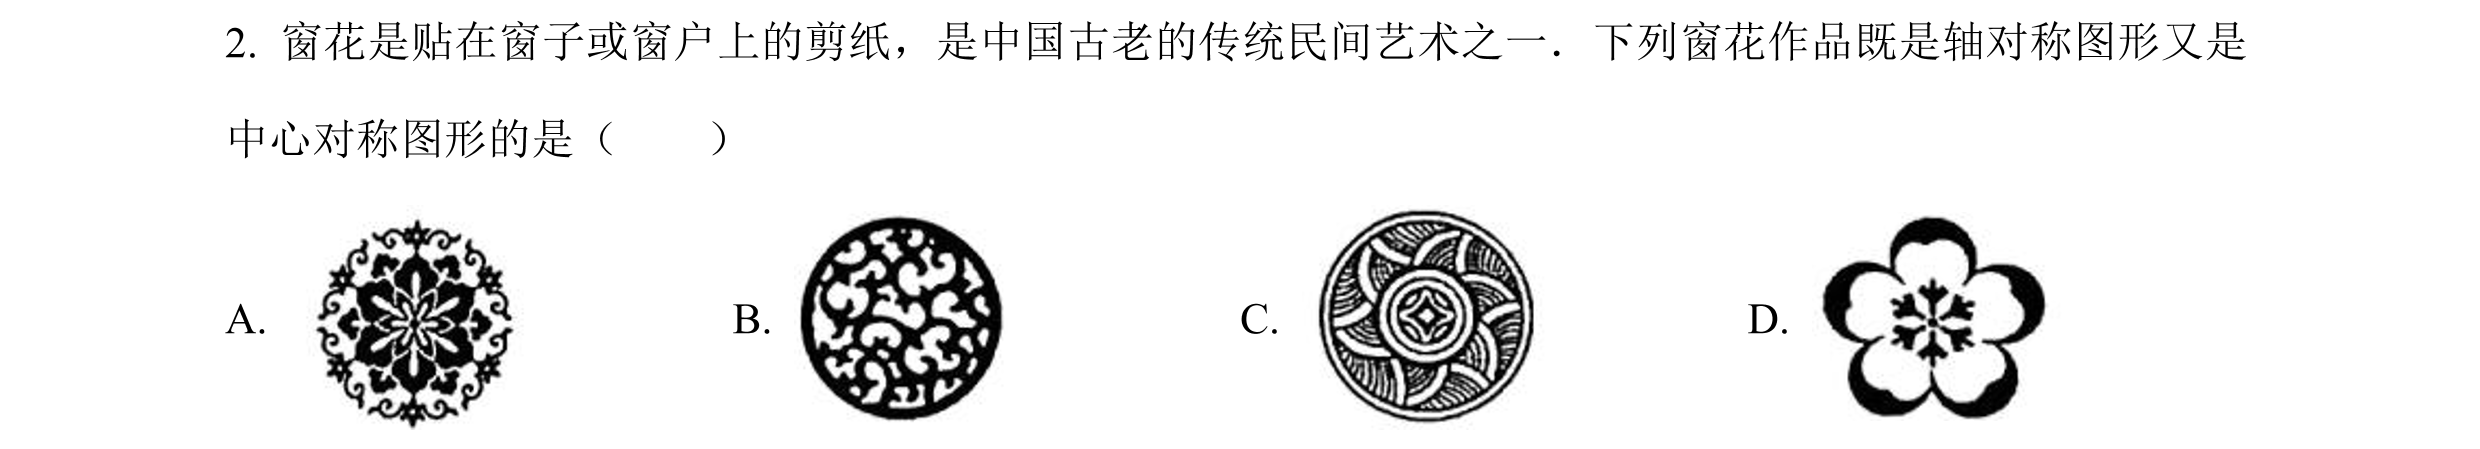 2. 窗花是贴在窗子或窗户上的剪纸，是中国古老的传统民间艺术之一．下列窗花作品既是轴对称图形又是
中心对称图形的是（　　）
A. B. C. D.